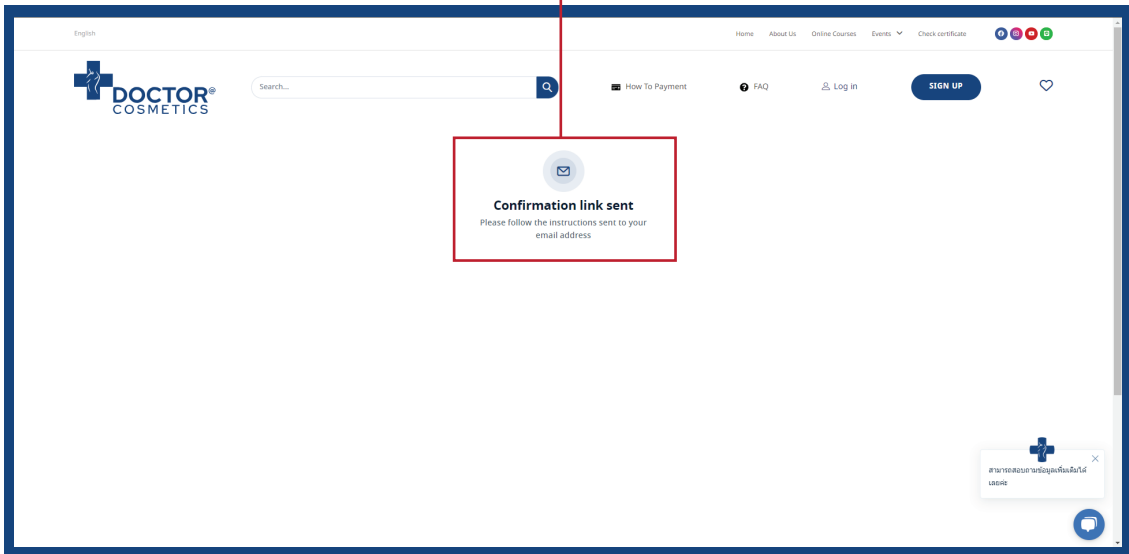 English
Home About Us Online Courses Events Check certificate
DOCTOR@
COSMETICS
Search...
How To Payment
FAQ
Log in
SIGN UP
Confirmation link sent
Please follow the instructions sent to your
email address
สามารถสอบถามข้อมูลเพิ่มเติมได้
เลยค่ะ